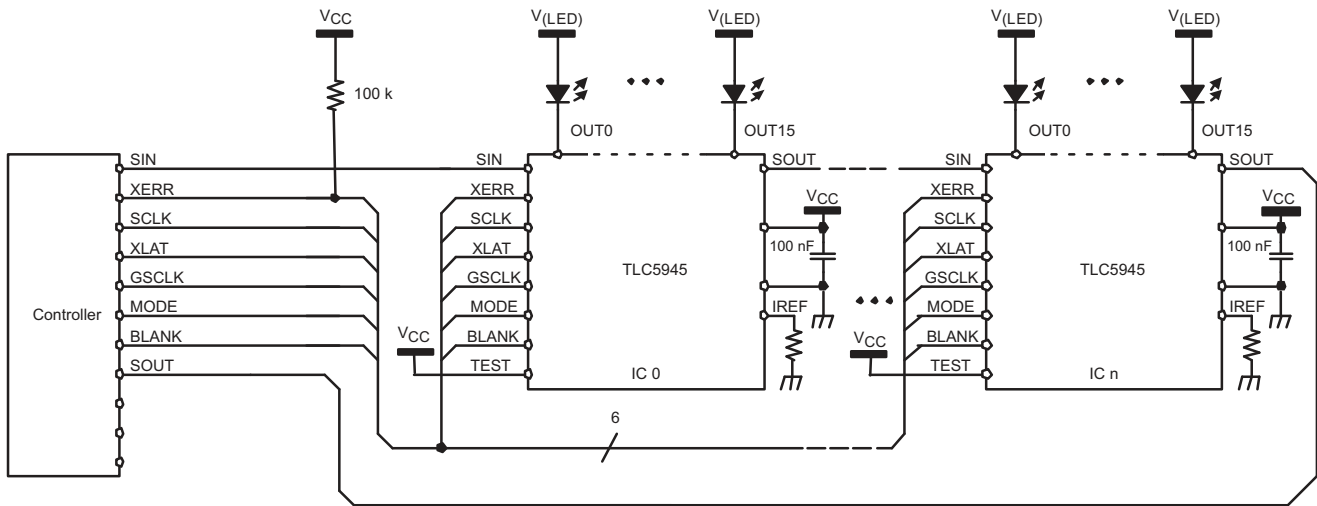 VCC
V(LED)
V(LED)
V(LED)
V(LED)
100 k
OUT0
OUT15
OUT0
OUT15
SIN
SIN
SOUT
SIN
SOUT
XERR
XERR
XERR
VCC
VCC
SCLK
SCLK
SCLK
100 nF
100 nF
XLAT
XLAT
XLAT
TLC5945
TLC5945
GSCLK
GSCLK
GSCLK
Controller
MODE
MODE
IREF
MODE
IREF
BLANK
VCC
BLANK
VCC
BLANK
SOUT
TEST
IC 0
TEST
IC n
6